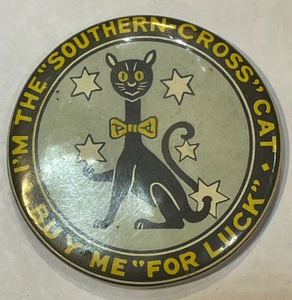 I'M THE "SOUTHERN-CROSS" CAT
BUY ME "FOR LUCK"